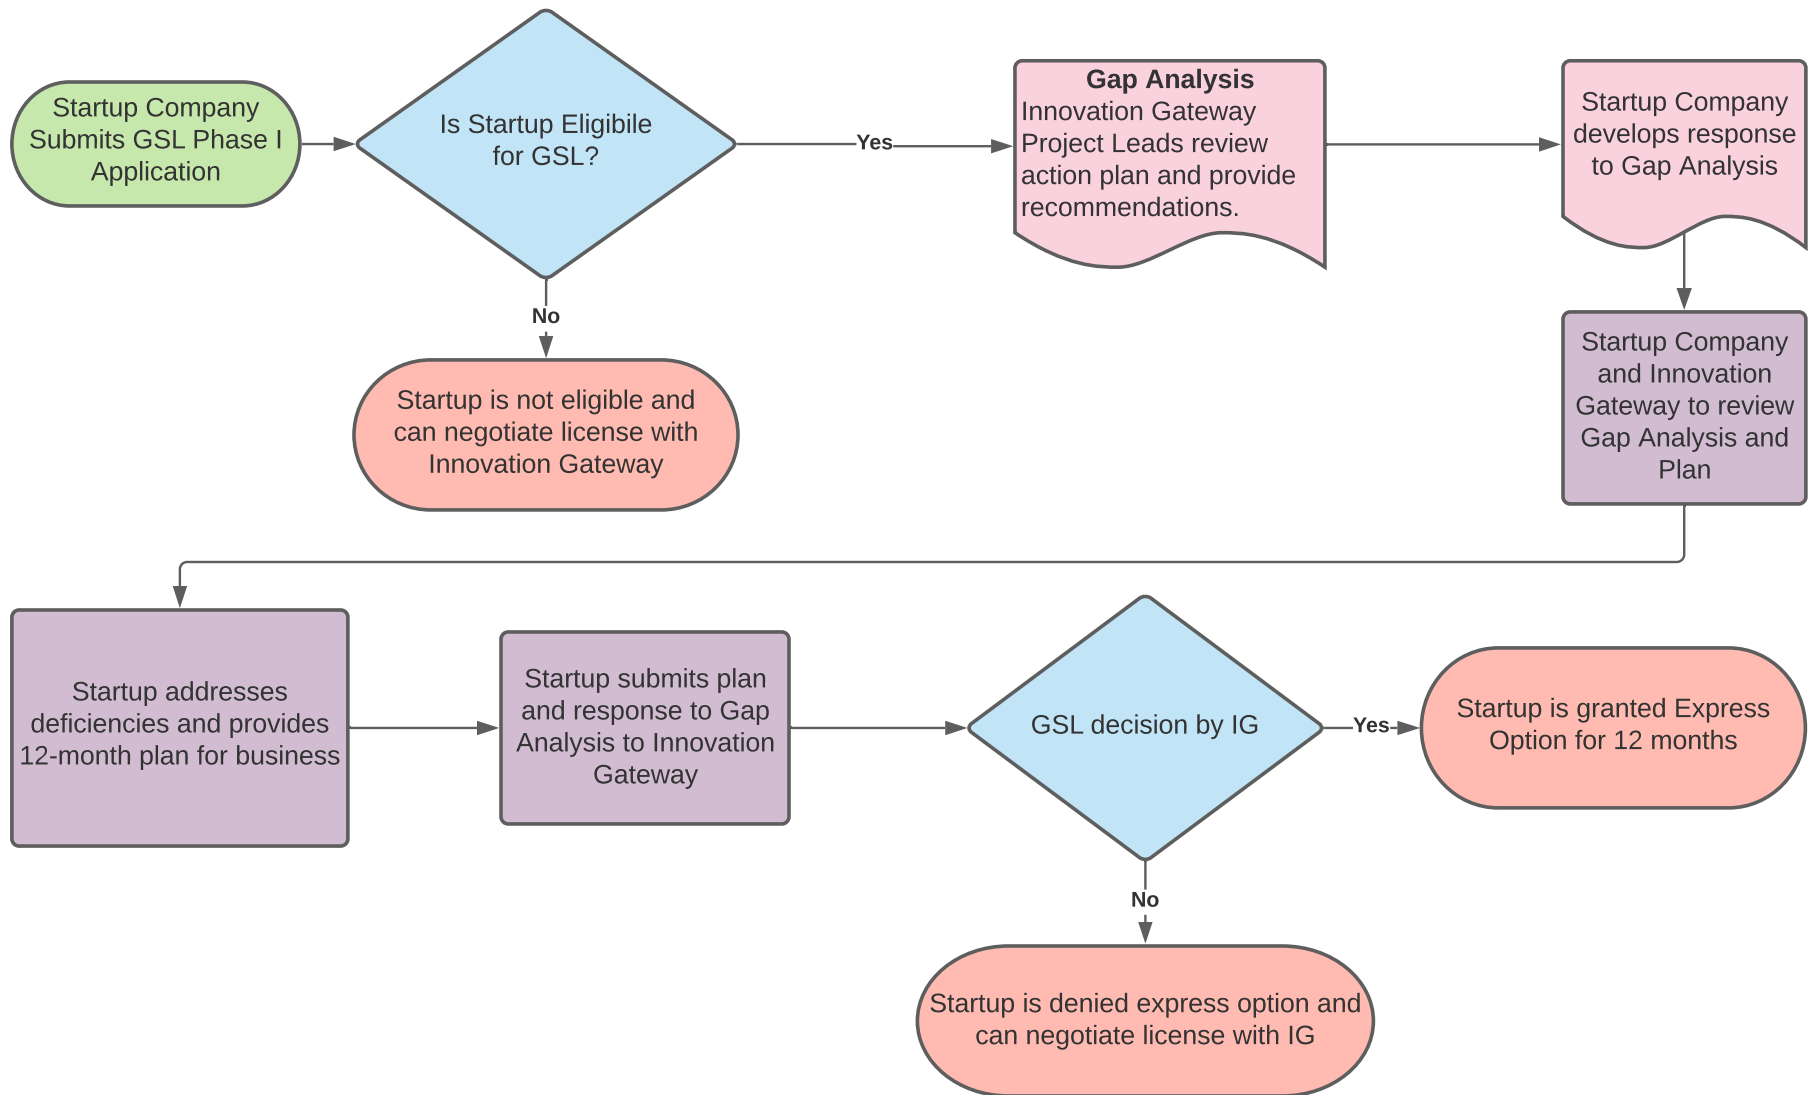 Startup Company
Submits GSL Phase I
Application
Is Startup Eligibile
for GSL?
Yes
Gap Analysis
Innovation Gateway
Project Leads review
action plan and provide
recommendations.
Startup Company
develops response
to Gap Analysis
No
Startup is not eligible and
can negotiate license with
Innovation Gateway
Startup Company
and Innovation
Gateway to review
Gap Analysis and
Plan
Startup addresses
deficiencies and provides
12-month plan for business
Startup submits plan
and response to Gap
Analysis to Innovation
Gateway
GSL decision by IG
Yes
Startup is granted Express
Option for 12 months
No
Startup is denied express option and
can negotiate license with IG